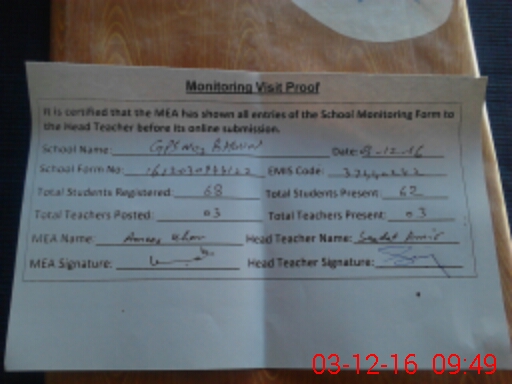 Monitoring Visit Proof
It is certified that the MEA has shown all entries of the School Monitoring Form to
the Head Teacher before its online submission.
School Name: GPS Date: 03-12-16
School Form No: EMIS Code:
Total Students Registered: 68 Total Students Present: 62
Total Teachers Posted: 03 Total Teachers Present: 03
MEA Name: Khan Head Teacher Name:
MEA Signature: Head Teacher Signature:
03-12-16 09:49